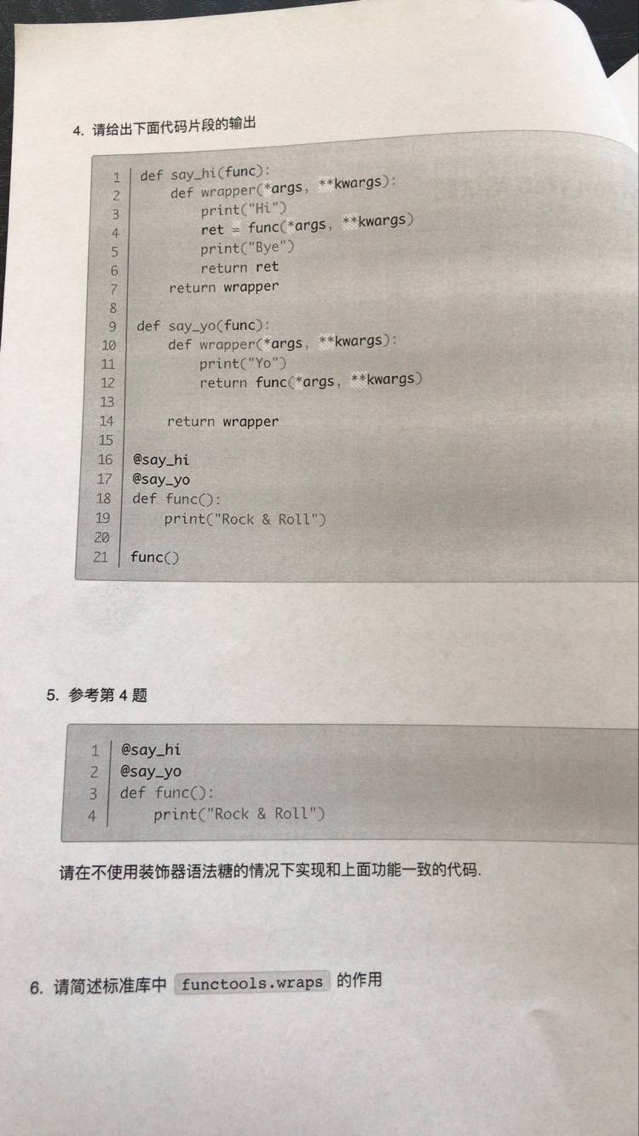 4. 请给出下面代码片段的输出
1 def say_hi(func):
2     def wrapper(*args, **kwargs):
3         print("Hi")
4         ret = func(*args, **kwargs)
5         print("Bye")
6         return ret
7     return wrapper
8
9 def say_yo(func):
10     def wrapper(*args, **kwargs):
11         print("Yo")
12         return func(*args, **kwargs)
13
14     return wrapper
15
16 @say_hi
17 @say_yo
18 def func():
19     print("Rock & Roll")
20
21 func()
5. 参考第 4 题
1 @say_hi
2 @say_yo
3 def func():
4     print("Rock & Roll")
请在不使用装饰器语法糖的情况下实现和上面功能一致的代码.
6. 请简述标准库中 functools.wraps 的作用